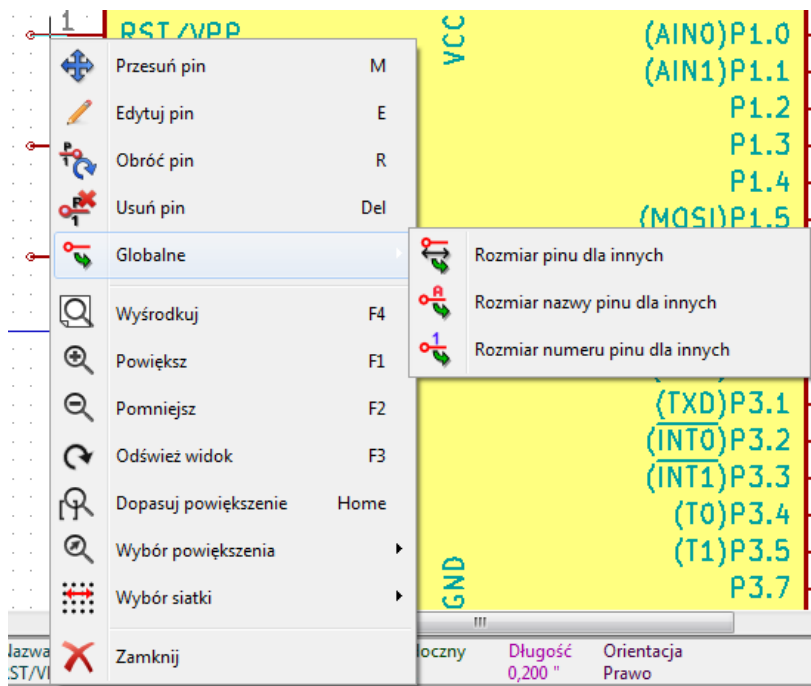 1
RST/VPP
VCC
(AIN0)P1.0
(AIN1)P1.1
P1.2
P1.3
P1.4
(MOSI)P1.5
Przesuń pin M
Edytuj pin E
Obróć pin R
Usuń pin Del
Globalne
Wyśrodkuj F4
Powiększ F1
Pomniejsz F2
Odśwież widok F3
Dopasuj powiększenie Home
Wybór powiększenia
Wybór siatki
Zamknij
Rozmiar pinu dla innych
Rozmiar nazwy pinu dla innych
Rozmiar numeru pinu dla innych
(TXD)P3.1
(INT0)P3.2
(INT1)P3.3
(T0)P3.4
(T1)P3.5
P3.7
GND
Długość Orientacja
0,200 " Prawo